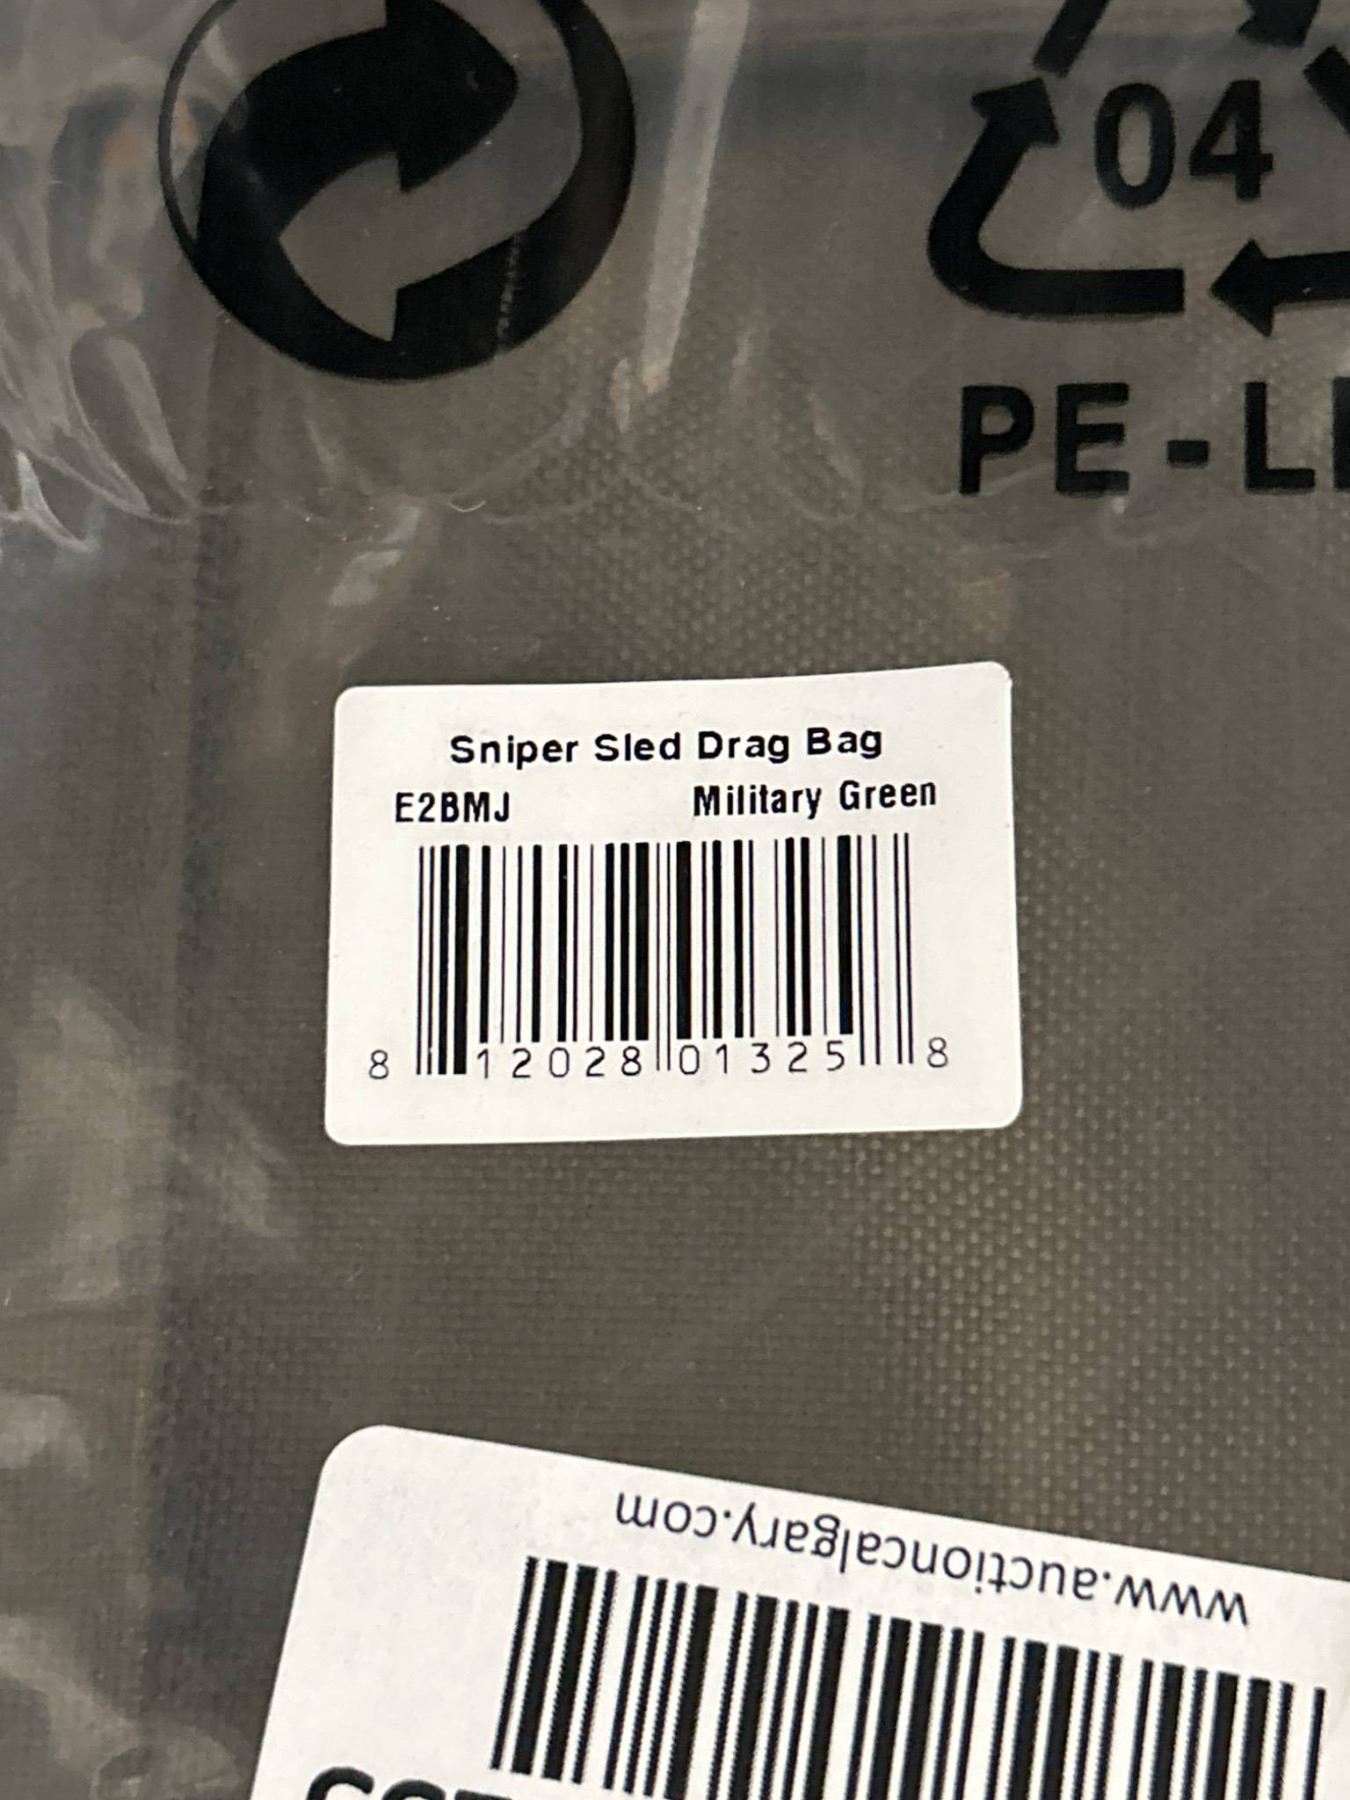 04
PE-L
Sniper Sled Drag Bag
E2BMJ Military Green
8 12028 01325 8
www.auctioncalgary.com